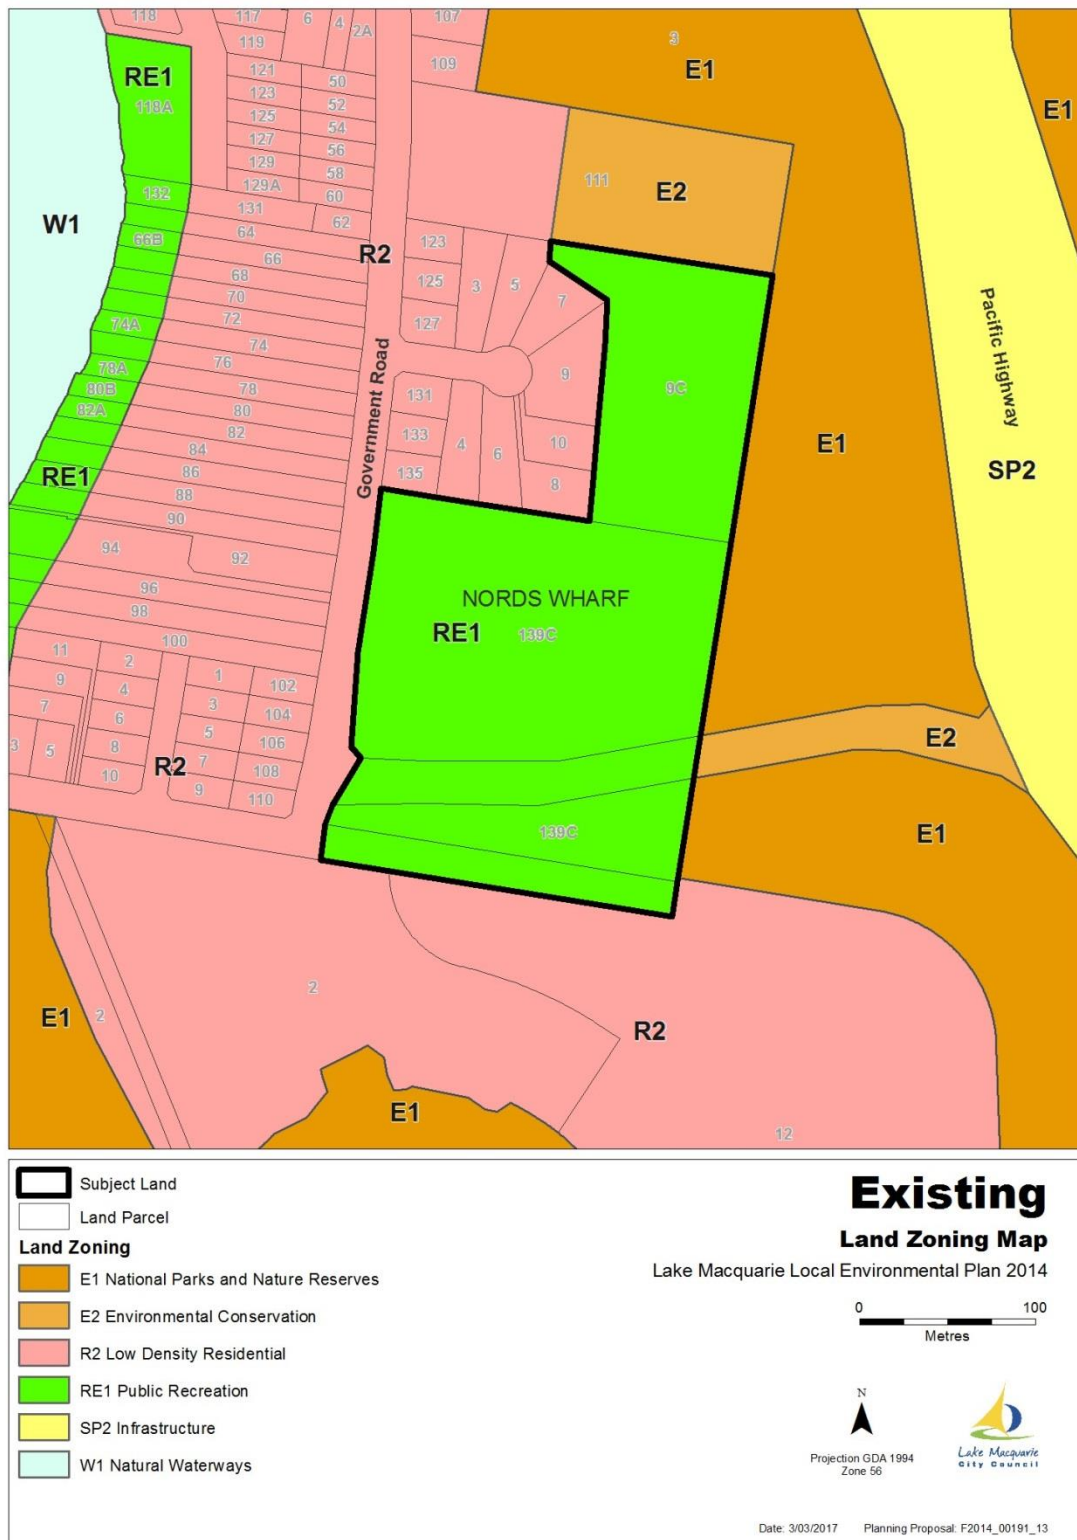 118
117
119
6
4
2A
107
109
3
E1
E1
RE1
118A
121
123
125
127
129
129A
50
52
54
56
58
60
132
131
62
111
E2
W1
66B
64
66
68
70
72
74
76
78
80
82
84
86
88
90
R2
123
125
127
3
5
7
9
9C
74A
78A
80B
82A
Government Road
131
133
135
4
6
10
8
E1
Pacific Highway
SP2
RE1
94
92
96
98
100
NORDS WHARF
RE1
139C
11
9
7
3
5
2
4
6
8
10
1
3
5
7
9
102
104
106
108
110
R2
E2
139C
E1
E1
2
2
R2
E1
12
Subject Land
Land Parcel
Land Zoning
E1 National Parks and Nature Reserves
E2 Environmental Conservation
R2 Low Density Residential
RE1 Public Recreation
SP2 Infrastructure
W1 Natural Waterways
Existing
Land Zoning Map
Lake Macquarie Local Environmental Plan 2014
0 100
Metres
N
Projection GDA 1994
Zone 56
Lake Macquarie
City Council
Date: 3/03/2017 Planning Proposal: F2014_00191_13